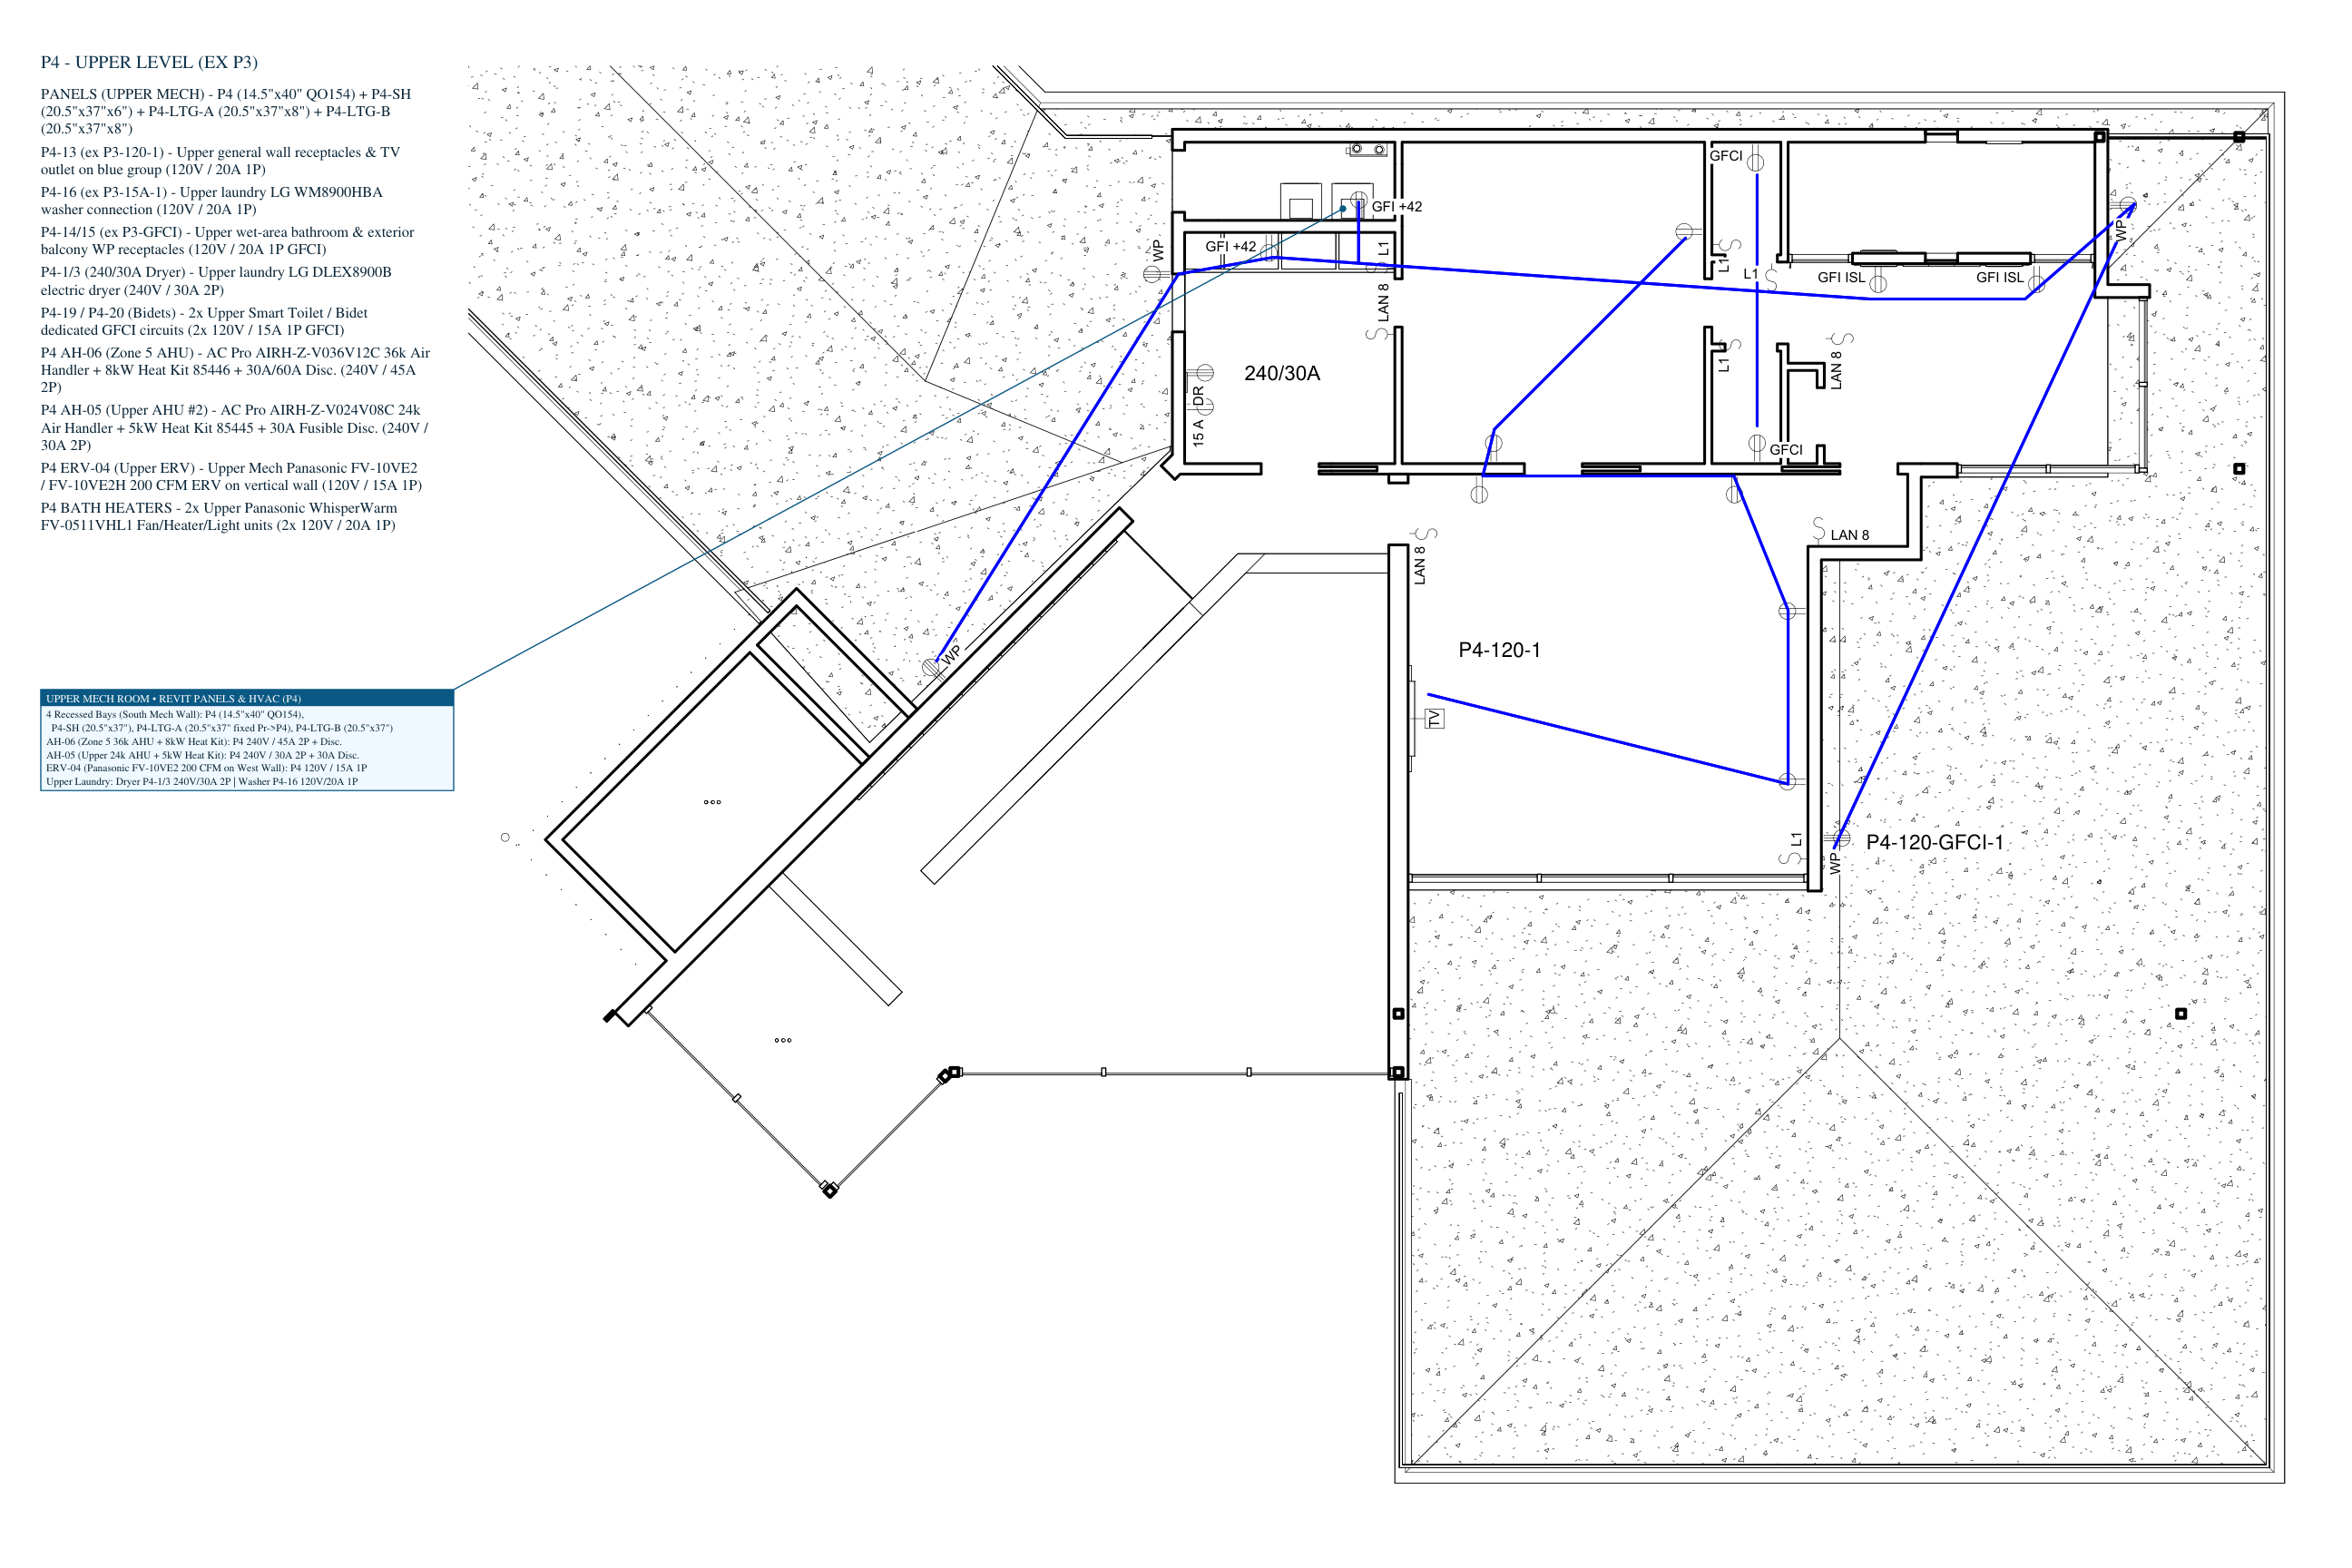 P4 - UPPER LEVEL (EX P3)
PANELS (UPPER MECH) - P4 (14.5"x40" QO154) + P4-SH
(20.5"x37"x6") + P4-LTG-A (20.5"x37"x8") + P4-LTG-B
(20.5"x37"x8")
P4-13 (ex P3-120-1) - Upper general wall receptacles & TV
outlet on blue group (120V / 20A 1P)
P4-16 (ex P3-15A-1) - Upper laundry LG WM8900HBA
washer connection (120V / 20A 1P)
P4-14/15 (ex P3-GFCI) - Upper wet-area bathroom & exterior
balcony WP receptacles (120V / 20A 1P GFCI)
P4-1/3 (240/30A Dryer) - Upper laundry LG DLEX8900B
electric dryer (240V / 30A 2P)
P4-19 / P4-20 (Bidets) - 2x Upper Smart Toilet / Bidet
dedicated GFCI circuits (2x 120V / 15A 1P GFCI)
P4 AH-06 (Zone 5 AHU) - AC Pro AIRH-Z-V036V12C 36k Air
Handler + 8kW Heat Kit 85446 + 30A/60A Disc. (240V / 45A
2P)
P4 AH-05 (Upper AHU #2) - AC Pro AIRH-Z-V024V08C 24k
Air Handler + 5kW Heat Kit 85445 + 30A Fusible Disc. (240V /
30A 2P)
P4 ERV-04 (Upper ERV) - Upper Mech Panasonic FV-10VE2
/ FV-10VE2H 200 CFM ERV on vertical wall (120V / 15A 1P)
P4 BATH HEATERS - 2x Upper Panasonic WhisperWarm
FV-0511VHL1 Fan/Heater/Light units (2x 120V / 20A 1P)
UPPER MECH ROOM • REVIT PANELS & HVAC (P4)
4 Recessed Bays (South Mech Wall): P4 (14.5"x40" QO154),
P4-SH (20.5"x37"), P4-LTG-A (20.5"x37" fixed Pr->P4), P4-LTG-B (20.5"x37")
AH-06 (Zone 5 36k AHU + 8kW Heat Kit): P4 240V / 45A 2P + Disc.
AH-05 (Upper 24k AHU + 5kW Heat Kit): P4 240V / 30A 2P + 30A Disc.
ERV-04 (Panasonic FV-10VE2 200 CFM on West Wall): P4 120V / 15A 1P
Upper Laundry: Dryer P4-1/3 240V/30A 2P | Washer P4-16 120V/20A 1P
GFCI
GFI +42
GFI +42
WP
L1
WP
L1
L1
GFI ISL
GFI ISL
LAN 8
240/30A
L1
LAN 8
15 A
DR
GFCI
LAN 8
LAN 8
WP
P4-120-1
TV
L1
WP
P4-120-GFCI-1